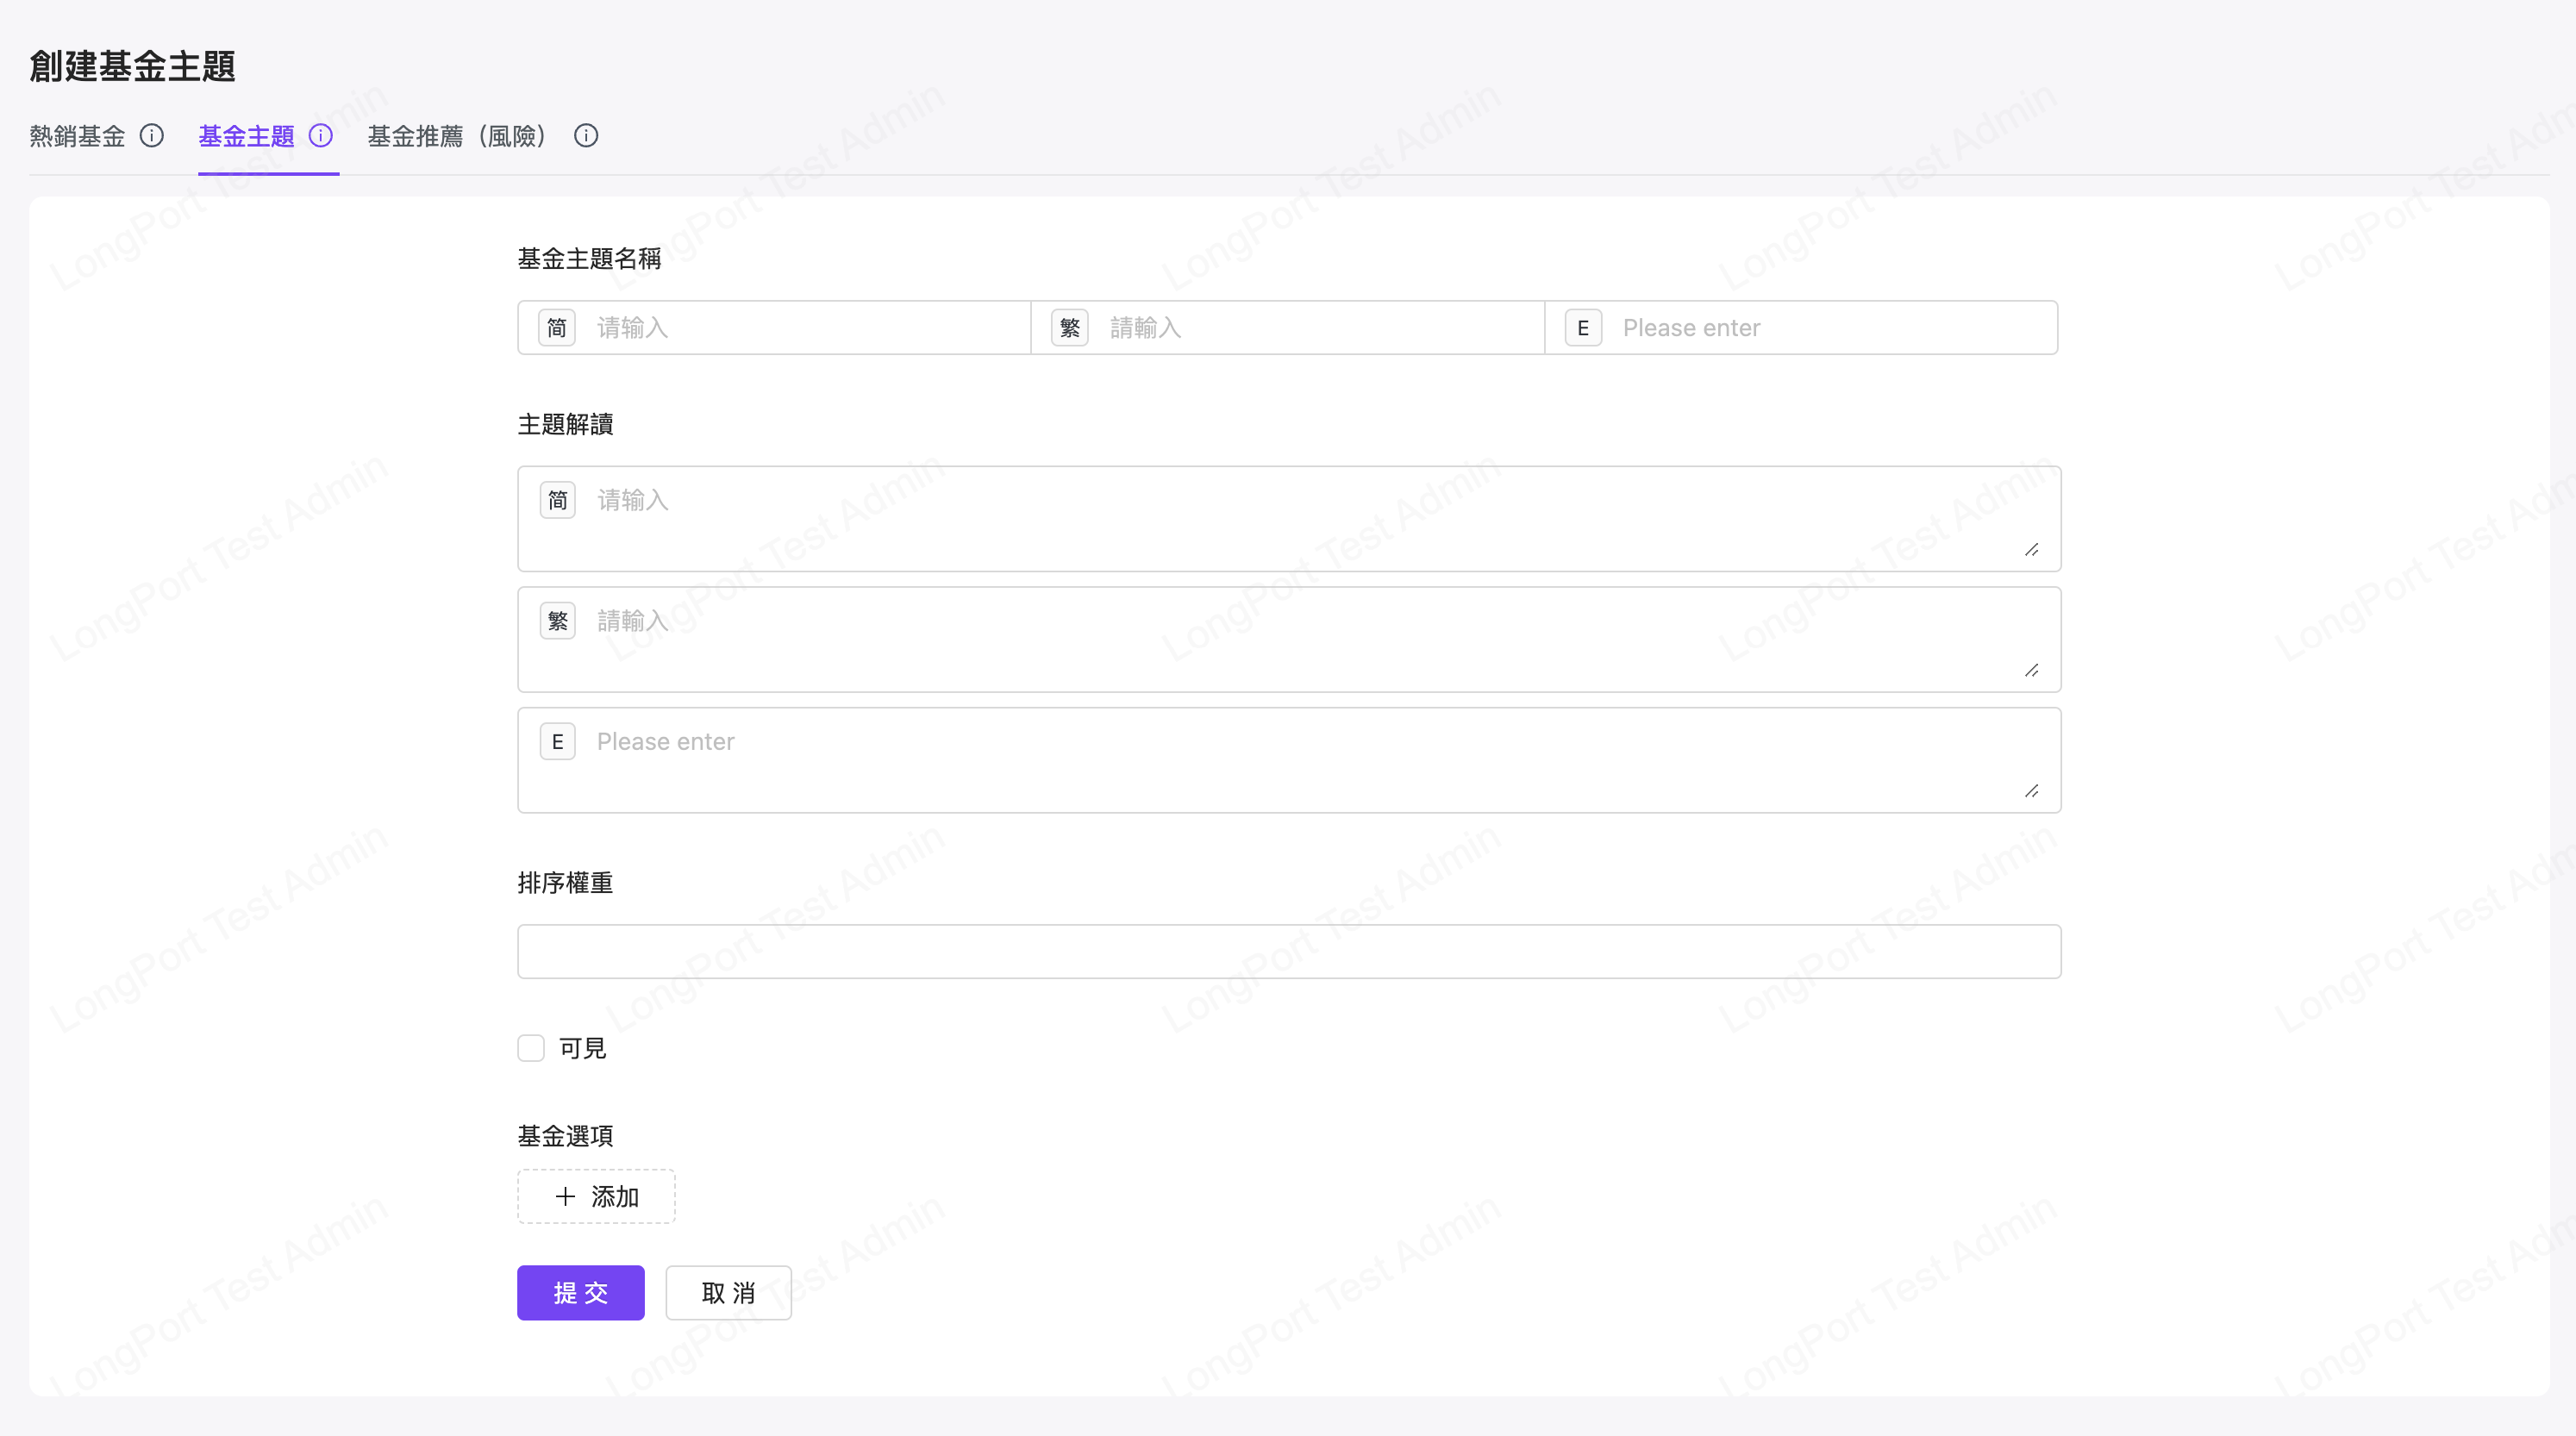 創建基金主題
熱銷基金 基金主題 基金推薦（風險）
基金主題名稱
简 请输入 繁 請輸入 E Please enter
主題解讀
简 请输入
繁 請輸入
E Please enter
排序權重
可見
基金選項
添加
提交 取消
LongPort Test Admin